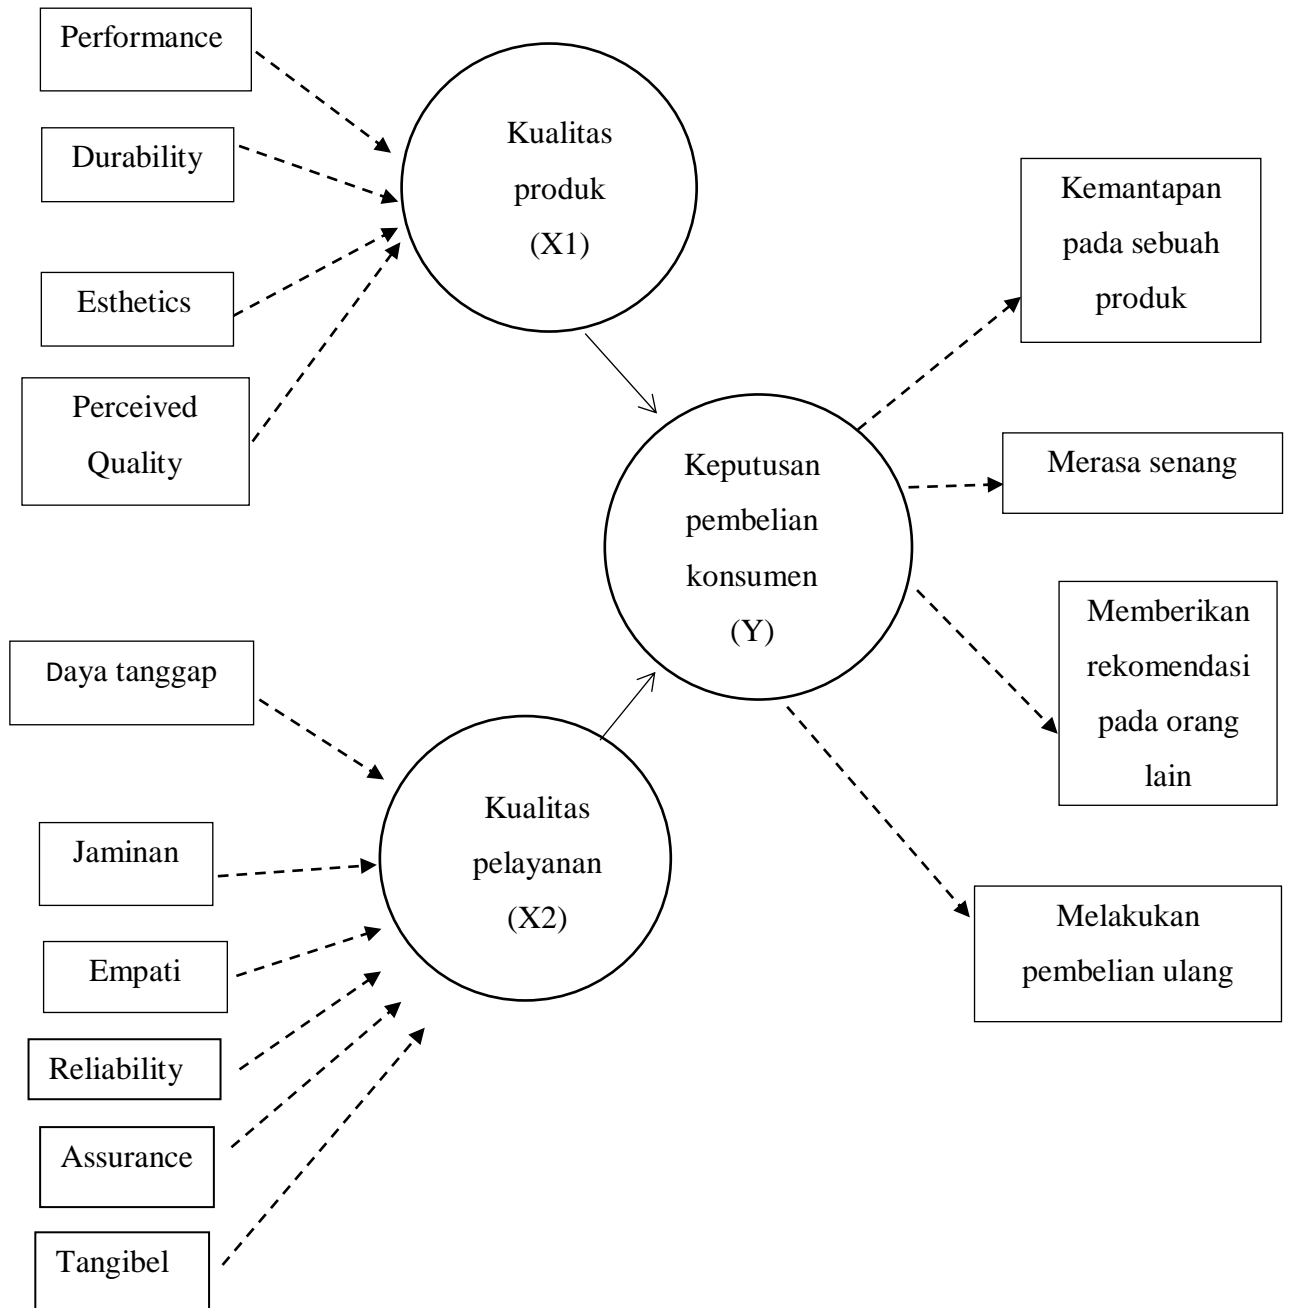 Performance
Durability
Esthetics
Perceived
Quality
Kualitas
produk
(X1)
Kemantapan
pada sebuah
produk
Merasa senang
Keputusan
pembelian
konsumen
(Y)
Memberikan
rekomendasi
pada orang
lain
Melakukan
pembelian ulang
Daya tanggap
Jaminan
Empati
Reliability
Assurance
Tangibel
Kualitas
pelayanan
(X2)